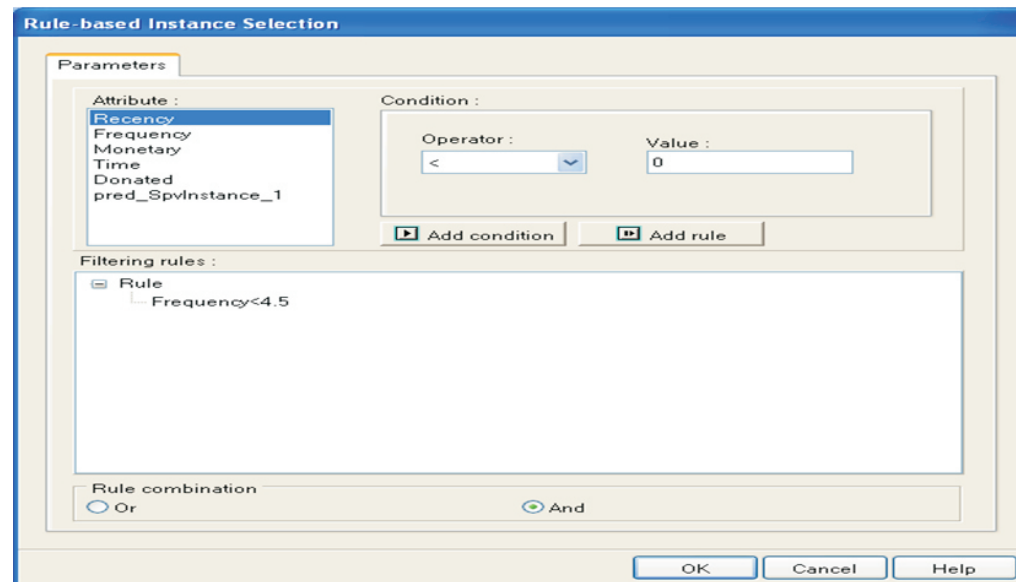 Rule-based Instance Selection
Parameters
Attribute :
Recency
Frequency
Monetary
Time
Donated
pred_SpvInstance_1
Condition :
Operator :
<
Value :
0
Add condition
Add rule
Filtering rules :
Rule
Frequency<4.5
Rule combination
Or
And
OK
Cancel
Help